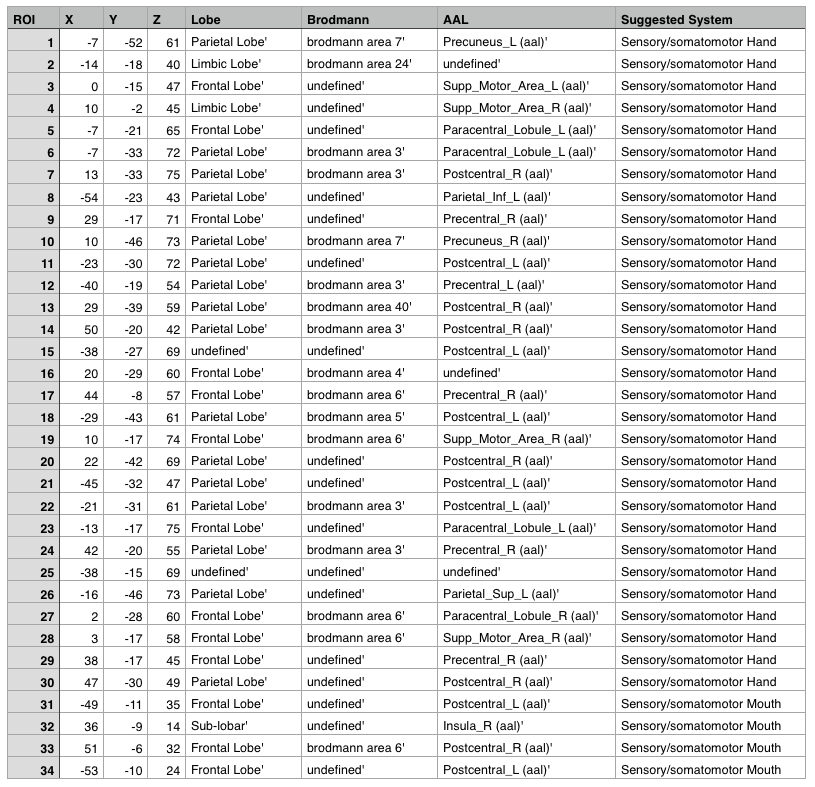 ROI X Y Z Lobe Brodmann AAL Suggested System
1 -7 -52 61 Parietal Lobe' brodmann area 7' Precuneus_L (aal)' Sensory/somatomotor Hand
2 -14 -18 40 Limbic Lobe' brodmann area 24' undefined' Sensory/somatomotor Hand
3 0 -15 47 Frontal Lobe' undefined' Supp_Motor_Area_L (aal)' Sensory/somatomotor Hand
4 10 -2 45 Limbic Lobe' undefined' Supp_Motor_Area_R (aal)' Sensory/somatomotor Hand
5 -7 -21 65 Frontal Lobe' undefined' Paracentral_Lobule_L (aal)' Sensory/somatomotor Hand
6 -7 -33 72 Parietal Lobe' brodmann area 3' Paracentral_Lobule_L (aal)' Sensory/somatomotor Hand
7 13 -33 75 Parietal Lobe' brodmann area 3' Postcentral_R (aal)' Sensory/somatomotor Hand
8 -54 -23 43 Parietal Lobe' undefined' Parietal_Inf_L (aal)' Sensory/somatomotor Hand
9 29 -17 71 Frontal Lobe' undefined' Precentral_R (aal)' Sensory/somatomotor Hand
10 10 -46 73 Parietal Lobe' brodmann area 7' Precuneus_R (aal)' Sensory/somatomotor Hand
11 -23 -30 72 Parietal Lobe' undefined' Postcentral_L (aal)' Sensory/somatomotor Hand
12 -40 -19 54 Parietal Lobe' brodmann area 3' Precentral_L (aal)' Sensory/somatomotor Hand
13 29 -39 59 Parietal Lobe' brodmann area 40' Postcentral_R (aal)' Sensory/somatomotor Hand
14 50 -20 42 Parietal Lobe' brodmann area 3' Postcentral_R (aal)' Sensory/somatomotor Hand
15 -38 -27 69 undefined' undefined' Postcentral_L (aal)' Sensory/somatomotor Hand
16 20 -29 60 Frontal Lobe' brodmann area 4' undefined' Sensory/somatomotor Hand
17 44 -8 57 Frontal Lobe' brodmann area 6' Precentral_R (aal)' Sensory/somatomotor Hand
18 -29 -43 61 Parietal Lobe' brodmann area 5' Postcentral_L (aal)' Sensory/somatomotor Hand
19 10 -17 74 Frontal Lobe' brodmann area 6' Supp_Motor_Area_R (aal)' Sensory/somatomotor Hand
20 22 -42 69 Parietal Lobe' undefined' Postcentral_R (aal)' Sensory/somatomotor Hand
21 -45 -32 47 Parietal Lobe' undefined' Postcentral_L (aal)' Sensory/somatomotor Hand
22 -21 -31 61 Parietal Lobe' brodmann area 3' Postcentral_L (aal)' Sensory/somatomotor Hand
23 -13 -17 75 Frontal Lobe' undefined' Paracentral_Lobule_L (aal)' Sensory/somatomotor Hand
24 42 -20 55 Parietal Lobe' brodmann area 3' Precentral_R (aal)' Sensory/somatomotor Hand
25 -38 -15 69 undefined' undefined' undefined' Sensory/somatomotor Hand
26 -16 -46 73 Parietal Lobe' undefined' Parietal_Sup_L (aal)' Sensory/somatomotor Hand
27 2 -28 60 Frontal Lobe' brodmann area 6' Paracentral_Lobule_R (aal)' Sensory/somatomotor Hand
28 3 -17 58 Frontal Lobe' brodmann area 6' Supp_Motor_Area_R (aal)' Sensory/somatomotor Hand
29 38 -17 45 Frontal Lobe' undefined' Precentral_R (aal)' Sensory/somatomotor Hand
30 47 -30 49 Parietal Lobe' undefined' Postcentral_R (aal)' Sensory/somatomotor Hand
31 -49 -11 35 Frontal Lobe' undefined' Postcentral_L (aal)' Sensory/somatomotor Mouth
32 36 -9 14 Sub-lobar' undefined' Insula_R (aal)' Sensory/somatomotor Mouth
33 51 -6 32 Frontal Lobe' brodmann area 6' Postcentral_R (aal)' Sensory/somatomotor Mouth
34 -53 -10 24 Frontal Lobe' undefined' Postcentral_L (aal)' Sensory/somatomotor Mouth